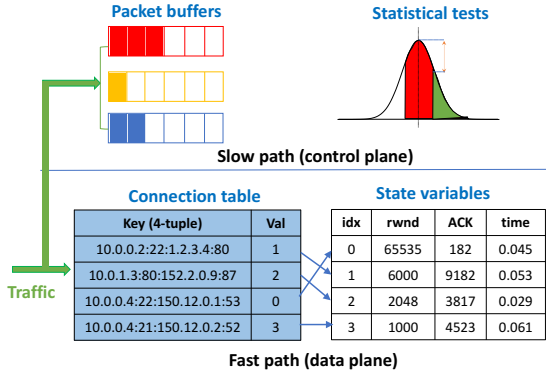 Packet buffers
Statistical tests
Slow path (control plane)
Connection table
State variables
Key (4-tuple) Val
idx rwnd ACK time
10.0.0.2:22:1.2.3.4:80 1
0 65535 182 0.045
10.0.1.3:80:152.2.0.9:87 2
1 6000 9182 0.053
10.0.0.4:22:150.12.0.1:53 0
2 2048 3817 0.029
10.0.0.4:21:150.12.0.2:52 3
3 1000 4523 0.061
Traffic
Fast path (data plane)